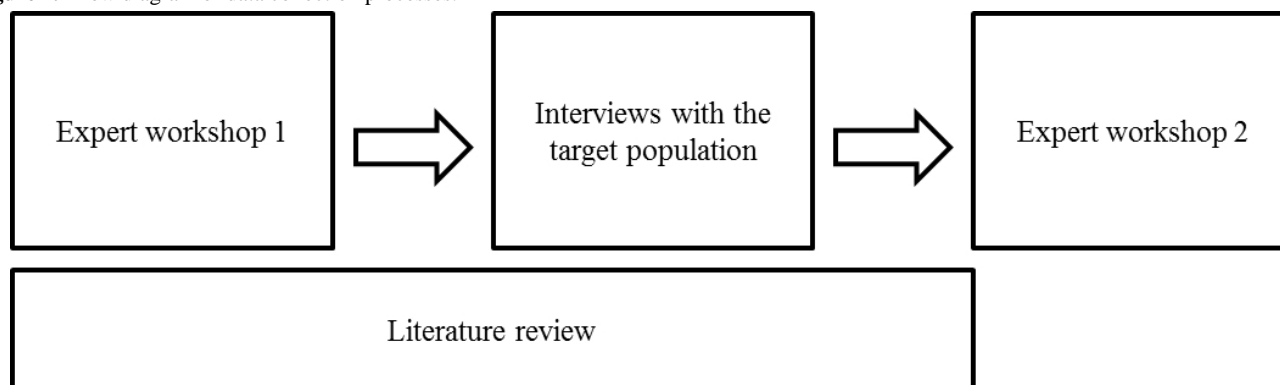 Expert workshop 1
Interviews with the
target population
Expert workshop 2
Literature review